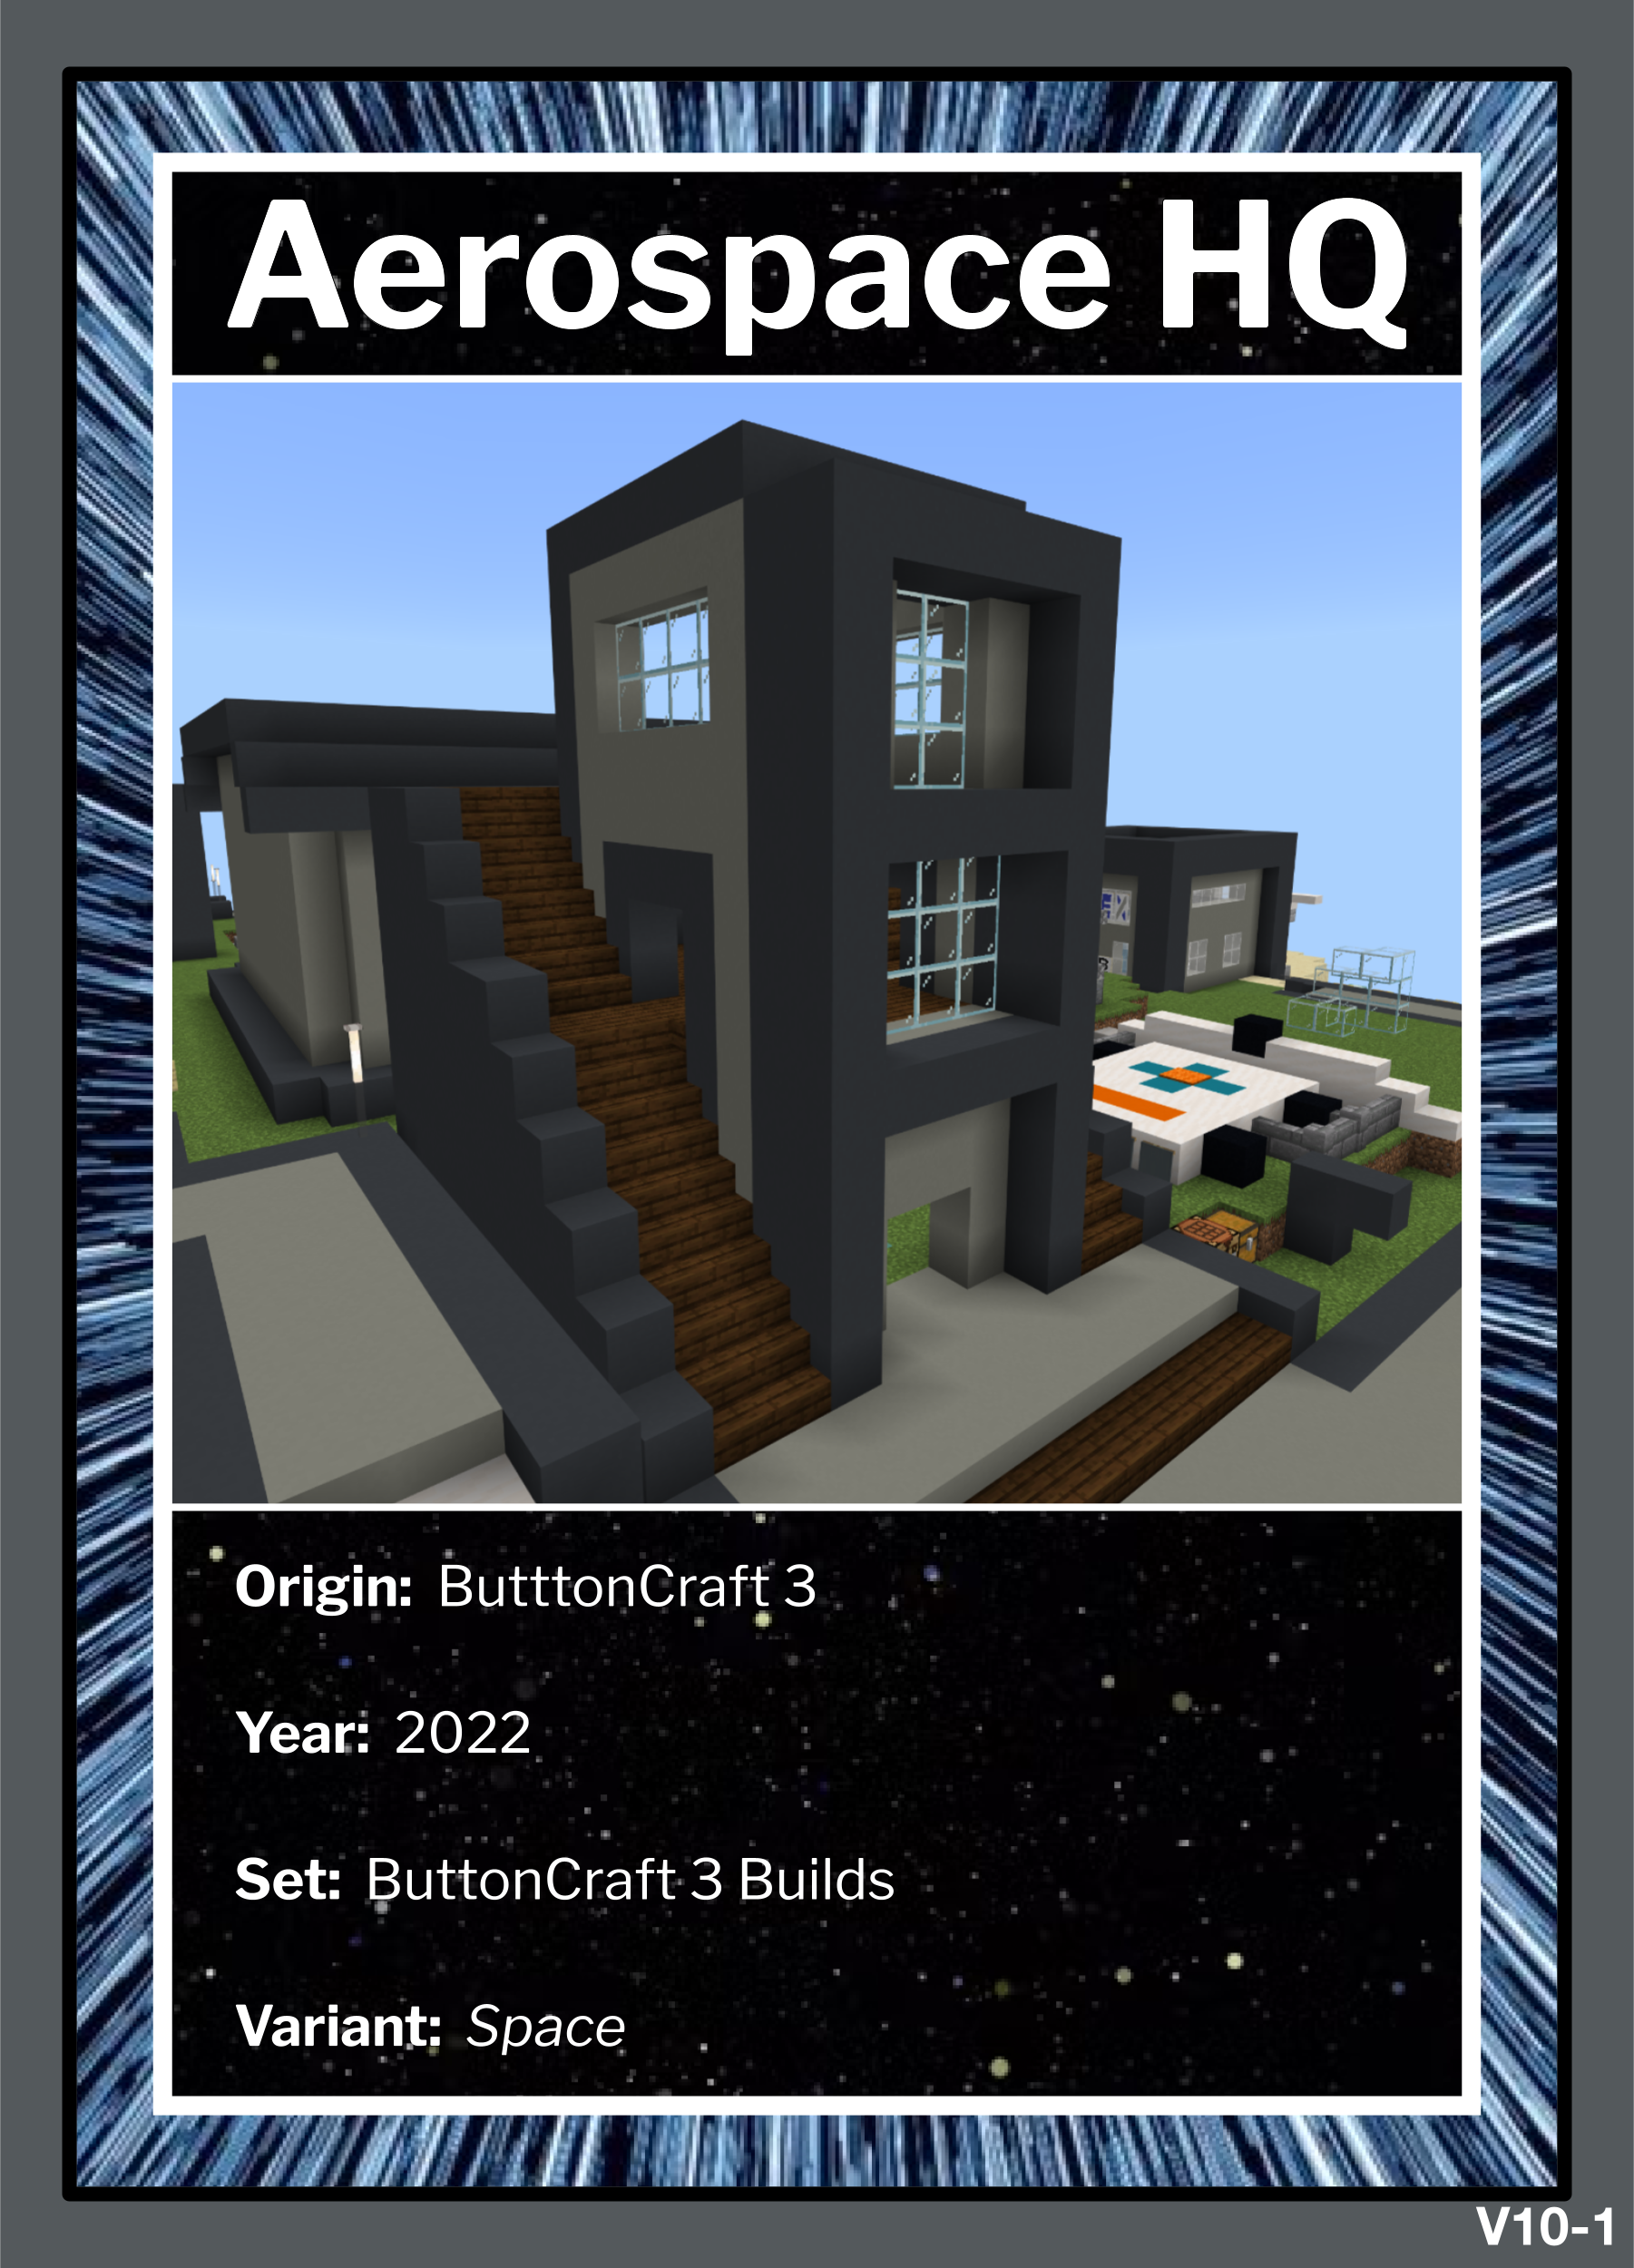 Aerospace HQ
Origin: ButttonCraft 3
Year: 2022
Set: ButtonCraft 3 Builds
Variant: Space
V10-1